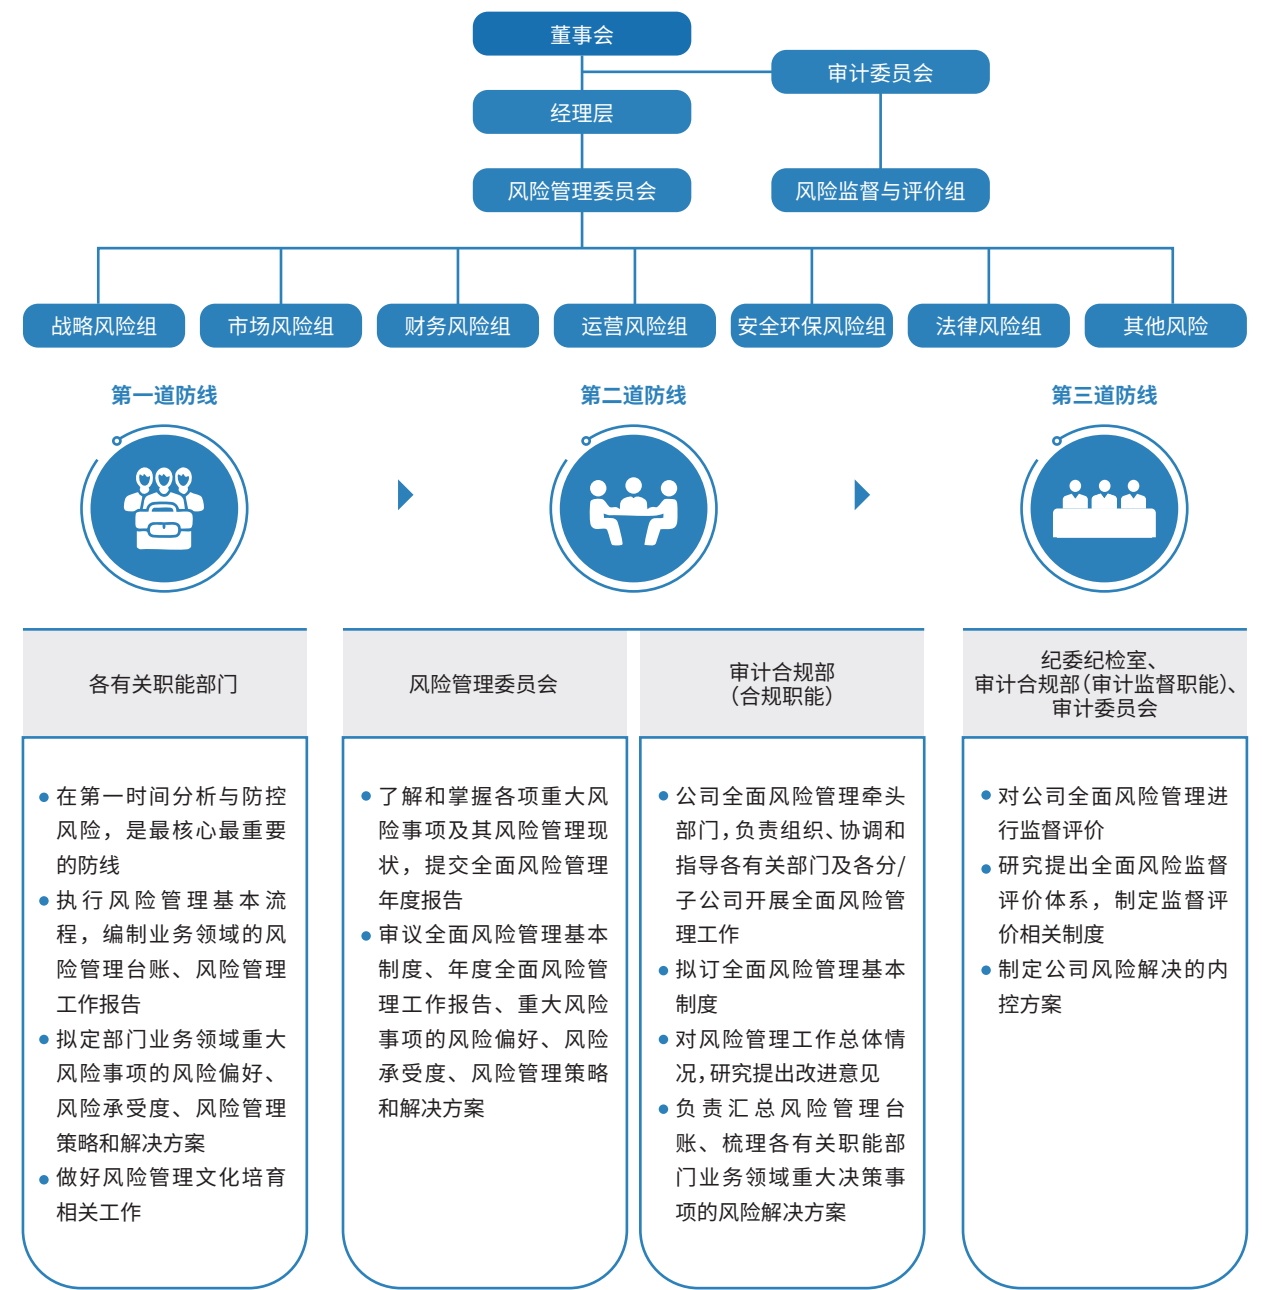 董事会
审计委员会
经理层
风险管理委员会
风险监督与评价组
战略风险组
市场风险组
财务风险组
运营风险组
安全环保风险组
法律风险组
其他风险
第一道防线
第二道防线
第三道防线
各有关职能部门
在第一时间分析与防控
风险，是最核心最重要
的防线
执行风险管理基本流
程，编制业务领域的风
险管理台账、风险管理
工作报告
拟定部门业务领域重大
风险事项的风险偏好、
风险承受度、风险管理
策略和解决方案
做好风险管理文化培育
相关工作
风险管理委员会
了解和掌握各项重大风
险事项及其风险管理现
状，提交全面风险管理
年度报告
审议全面风险管理基本
制度、年度全面风险管
理工作报告、重大风险
事项的风险偏好、风险
承受度、风险管理策略
和解决方案
审计合规部
（合规职能）
公司全面风险管理牵头
部门，负责组织、协调和
指导各有关部门及各分/
子公司开展全面风险管
理工作
拟订全面风险管理基本
制度
对风险管理工作总体情
况，研究提出改进意见
负责汇总风险管理台
账、梳理各有关职能部
门业务领域重大决策事
项的风险解决方案
纪委纪检室、
审计合规部（审计监督职能）、
审计委员会
对公司全面风险管理进
行监督评价
研究提出全面风险监督
评价体系，制定监督评
价相关制度
制定公司风险解决的内
控方案